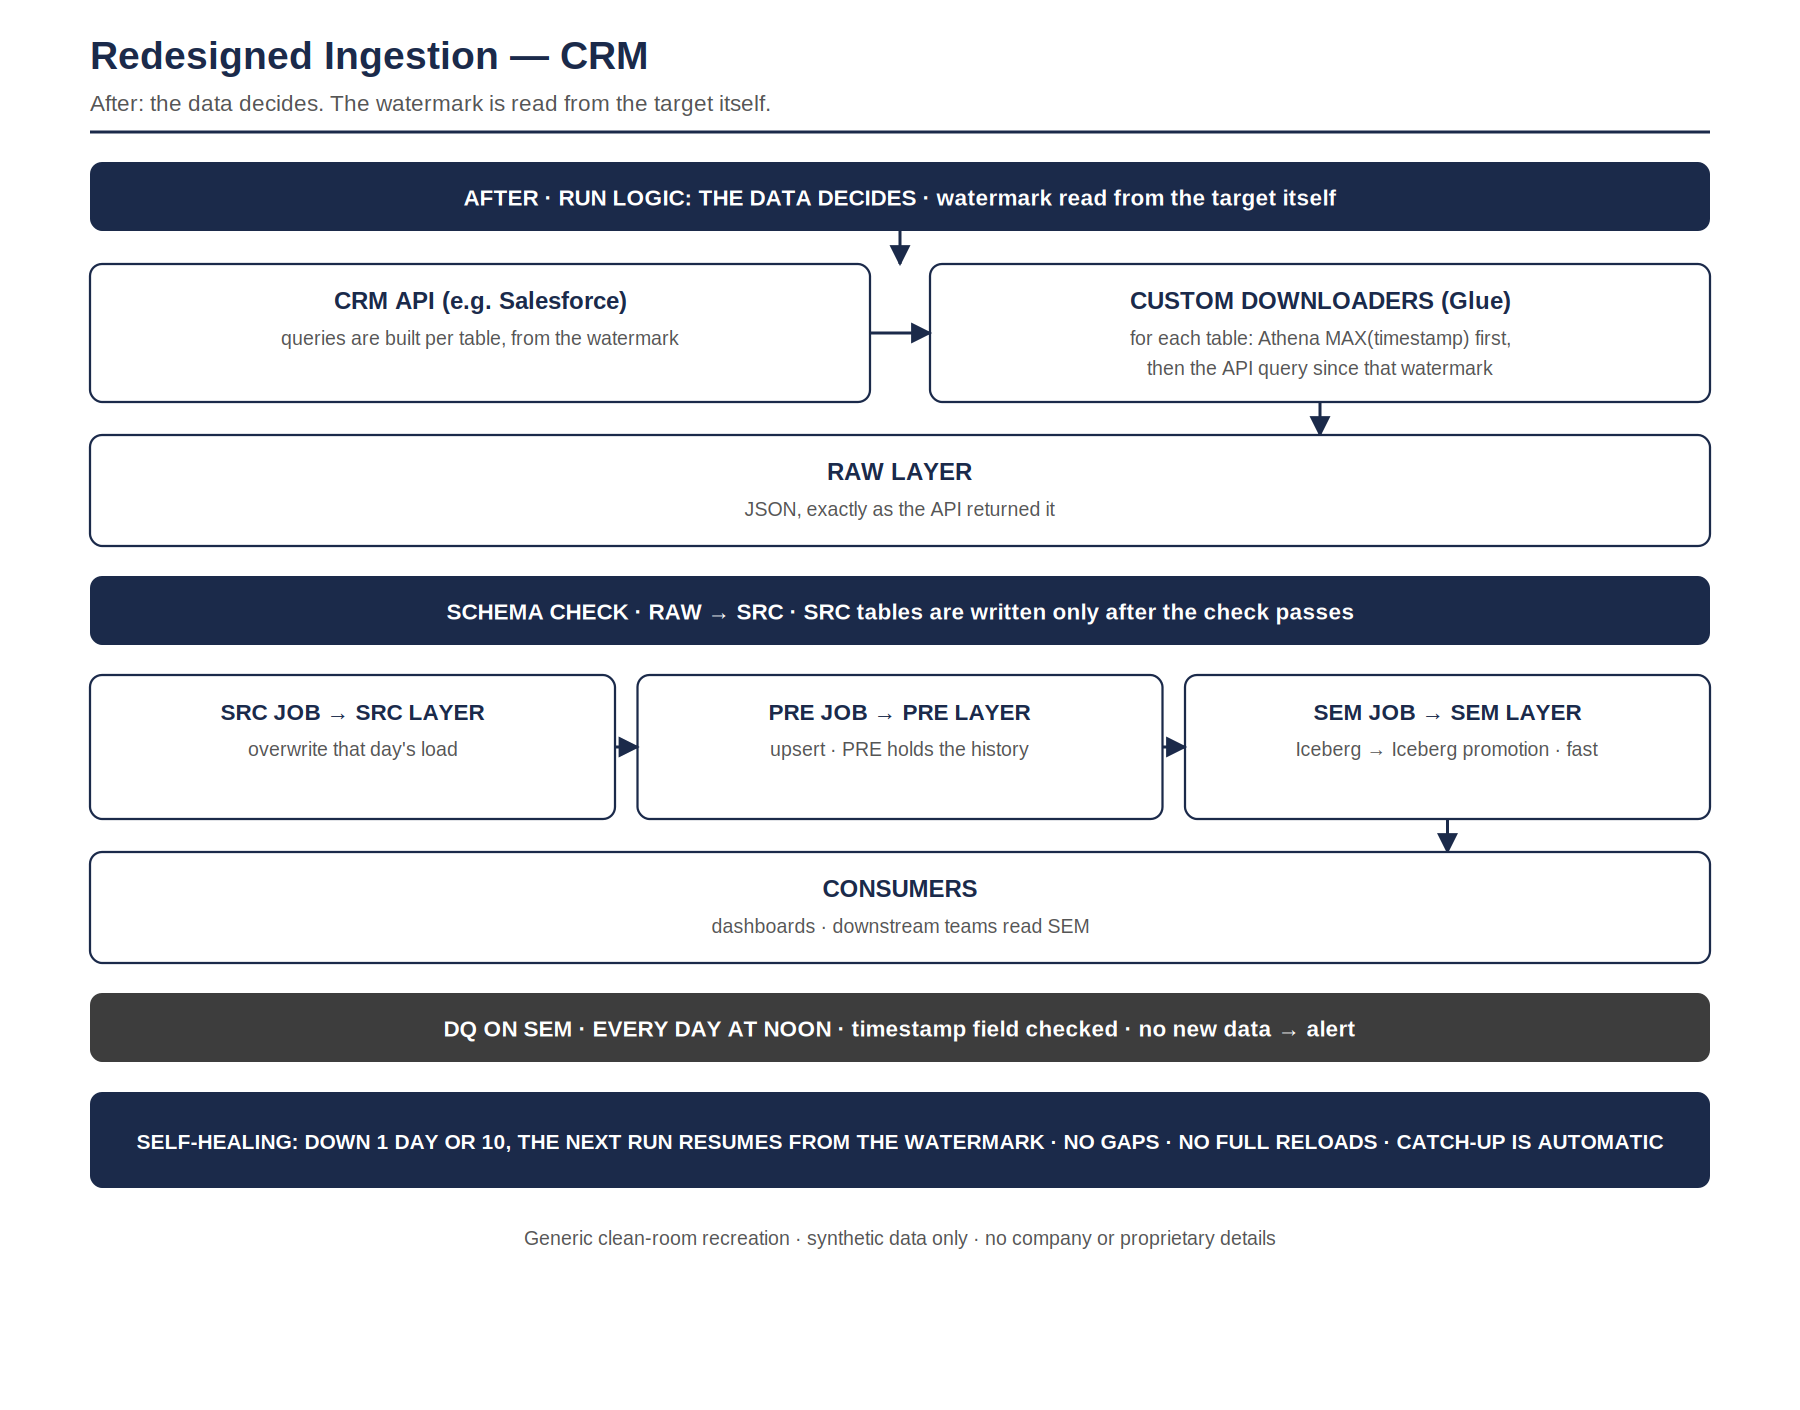 Redesigned Ingestion — CRM
After: the data decides. The watermark is read from the target itself.
AFTER · RUN LOGIC: THE DATA DECIDES · watermark read from the target itself
CRM API (e.g. Salesforce)
queries are built per table, from the watermark
CUSTOM DOWNLOADERS (Glue)
for each table: Athena MAX(timestamp) first,
then the API query since that watermark
RAW LAYER
JSON, exactly as the API returned it
SCHEMA CHECK · RAW → SRC · SRC tables are written only after the check passes
SRC JOB → SRC LAYER
overwrite that day's load
PRE JOB → PRE LAYER
upsert · PRE holds the history
SEM JOB → SEM LAYER
Iceberg → Iceberg promotion · fast
CONSUMERS
dashboards · downstream teams read SEM
DQ ON SEM · EVERY DAY AT NOON · timestamp field checked · no new data → alert
SELF-HEALING: DOWN 1 DAY OR 10, THE NEXT RUN RESUMES FROM THE WATERMARK · NO GAPS · NO FULL RELOADS · CATCH-UP IS AUTOMATIC
Generic clean-room recreation · synthetic data only · no company or proprietary details